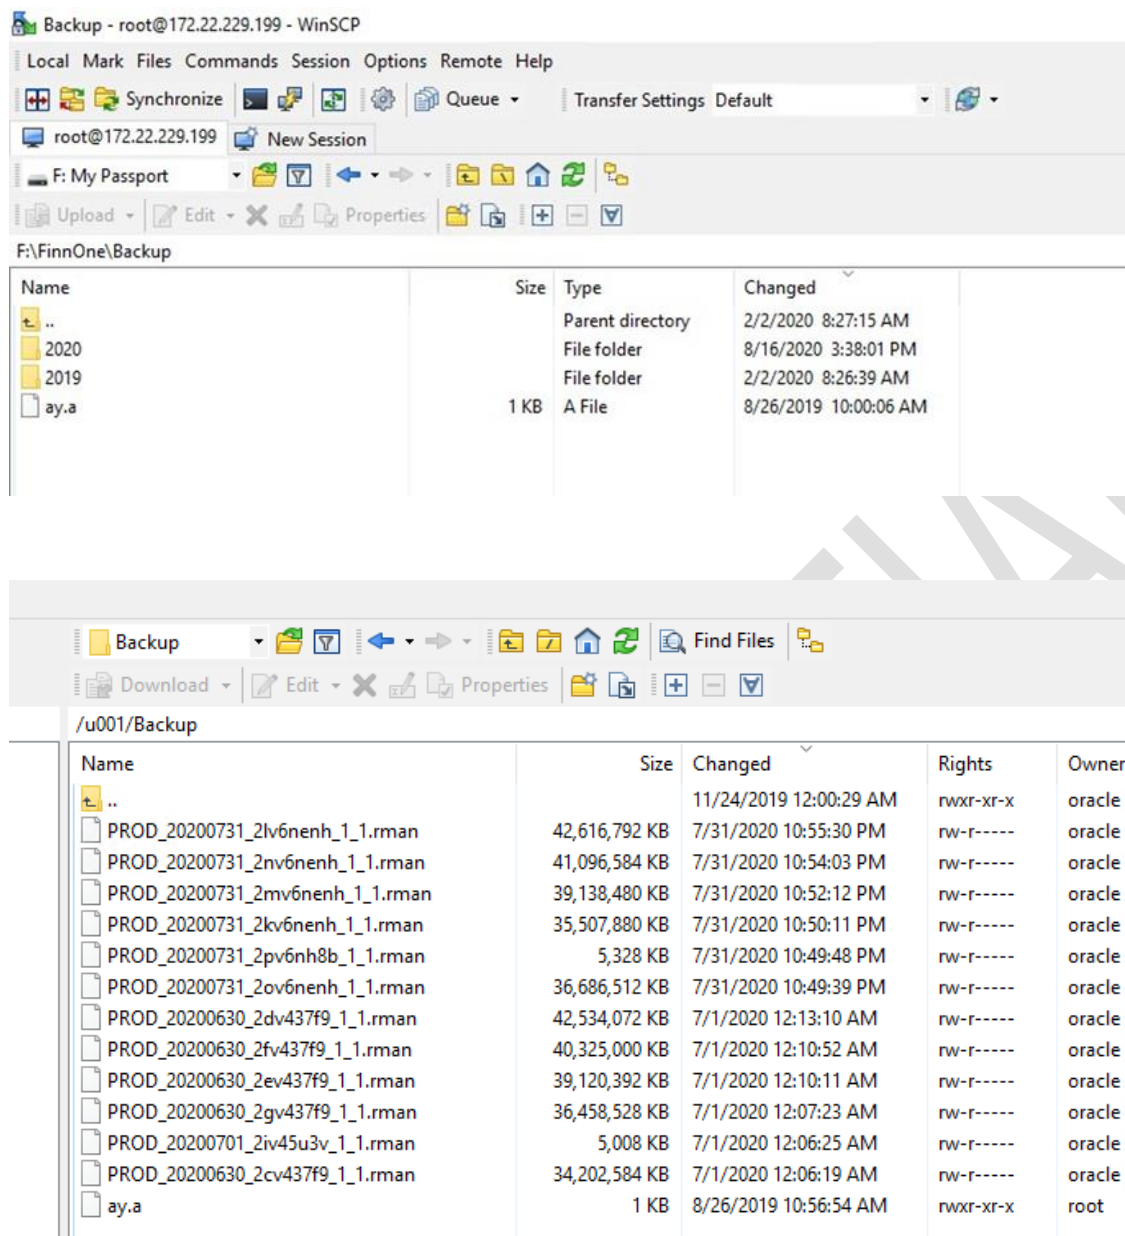 Backup - root@172.22.229.199 - WinSCP
Local Mark Files Commands Session Options Remote Help
Synchronize Queue Transfer Settings Default
root@172.22.229.199 New Session
F: My Passport
Upload Edit Properties
F:\FinnOne\Backup
Name Size Type Changed
.. Parent directory 2/2/2020 8:27:15 AM
2020 File folder 8/16/2020 3:38:01 PM
2019 File folder 2/2/2020 8:26:39 AM
ay.a 1 KB A File 8/26/2019 10:00:06 AM
Backup Find Files
Download Edit Properties
/u001/Backup
Name Size Changed Rights Owner
.. 11/24/2019 12:00:29 AM rwxr-xr-x oracle
PROD_20200731_2lv6nenh_1_1.rman 42,616,792 KB 7/31/2020 10:55:30 PM rw-r----- oracle
PROD_20200731_2nv6nenh_1_1.rman 41,096,584 KB 7/31/2020 10:54:03 PM rw-r----- oracle
PROD_20200731_2mv6nenh_1_1.rman 39,138,480 KB 7/31/2020 10:52:12 PM rw-r----- oracle
PROD_20200731_2kv6nenh_1_1.rman 35,507,880 KB 7/31/2020 10:50:11 PM rw-r----- oracle
PROD_20200731_2pv6nh8b_1_1.rman 5,328 KB 7/31/2020 10:49:48 PM rw-r----- oracle
PROD_20200731_2ov6nenh_1_1.rman 36,686,512 KB 7/31/2020 10:49:39 PM rw-r----- oracle
PROD_20200630_2dv437f9_1_1.rman 42,534,072 KB 7/1/2020 12:13:10 AM rw-r----- oracle
PROD_20200630_2fv437f9_1_1.rman 40,325,000 KB 7/1/2020 12:10:52 AM rw-r----- oracle
PROD_20200630_2ev437f9_1_1.rman 39,120,392 KB 7/1/2020 12:10:11 AM rw-r----- oracle
PROD_20200630_2gv437f9_1_1.rman 36,458,528 KB 7/1/2020 12:07:23 AM rw-r----- oracle
PROD_20200701_2iv45u3v_1_1.rman 5,008 KB 7/1/2020 12:06:25 AM rw-r----- oracle
PROD_20200630_2cv437f9_1_1.rman 34,202,584 KB 7/1/2020 12:06:19 AM rw-r----- oracle
ay.a 1 KB 8/26/2019 10:56:54 AM rwxr-xr-x root